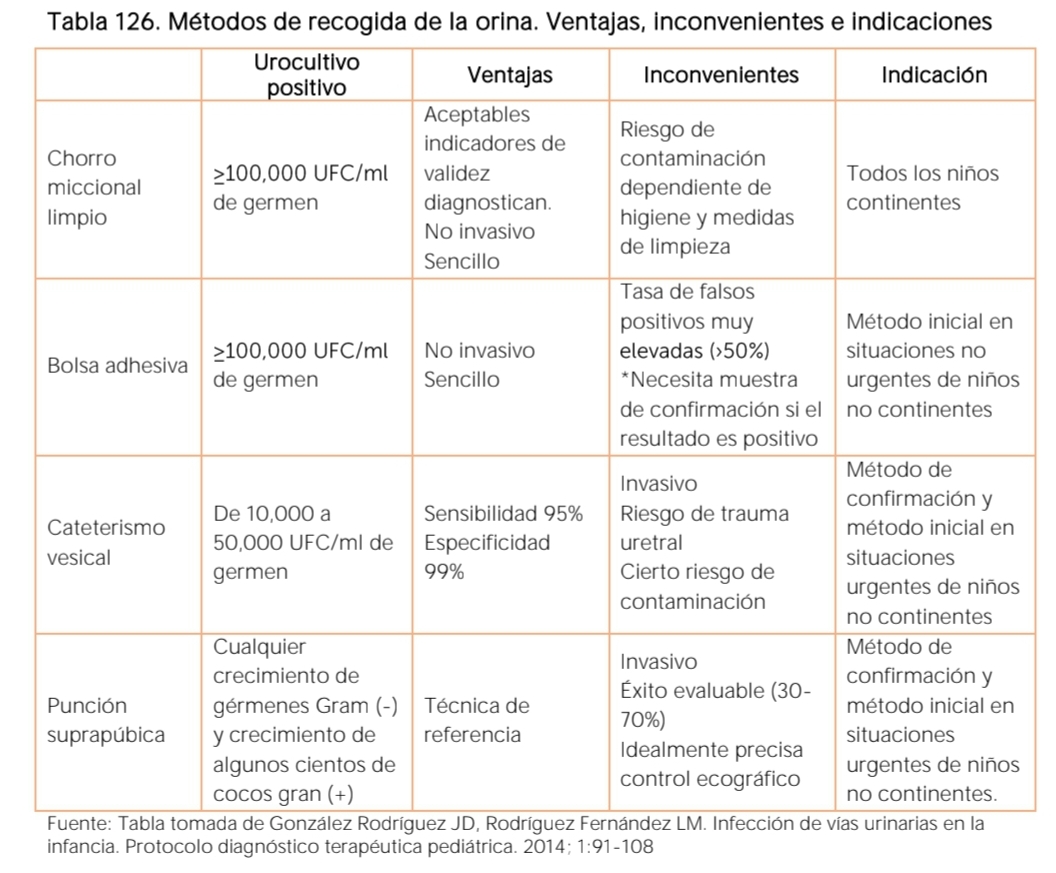 Tabla 126. Métodos de recogida de la orina. Ventajas, inconvenientes e indicaciones
Urocultivo
positivo
Ventajas
Inconvenientes
Indicación
Chorro
miccional
limpio
≥100,000 UFC/ml
de germen
Aceptables
indicadores de
validez
diagnostican.
No invasivo
Sencillo
Riesgo de
contaminación
dependiente de
higiene y medidas
de limpieza
Todos los niños
continentes
Bolsa adhesiva
≥100,000 UFC/ml
de germen
No invasivo
Sencillo
Tasa de falsos
positivos muy
elevadas (>50%)
*Necesita muestra
de confirmación si el
resultado es positivo
Método inicial en
situaciones no
urgentes de niños
no continentes
Cateterismo
vesical
De 10,000 a
50,000 UFC/ml de
germen
Sensibilidad 95%
Especificidad
99%
Invasivo
Riesgo de trauma
uretral
Cierto riesgo de
contaminación
Método de
confirmación y
método inicial en
situaciones
urgentes de niños
no continentes
Punción
suprapúbica
Cualquier
crecimiento de
gérmenes Gram (-)
y crecimiento de
algunos cientos de
cocos gran (+)
Técnica de
referencia
Invasivo
Éxito evaluable (30-
70%)
Idealmente precisa
control ecográfico
Método de
confirmación y
método inicial en
situaciones
urgentes de niños
no continentes.
Fuente: Tabla tomada de González Rodríguez JD, Rodríguez Fernández LM. Infección de vías urinarias en la
infancia. Protocolo diagnóstico terapéutica pediátrica. 2014; 1:91-108